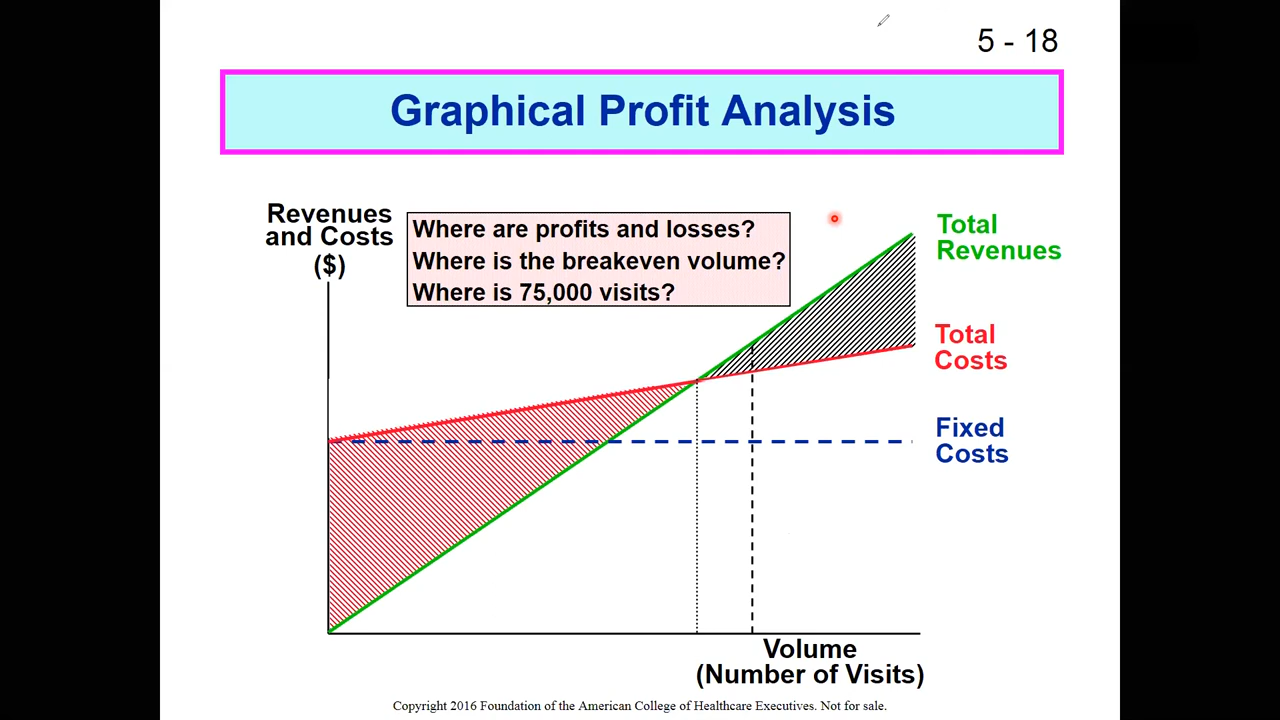 5 - 18
Graphical Profit Analysis
Revenues
and Costs
($)
Where are profits and losses?
Where is the breakeven volume?
Where is 75,000 visits?
Total
Revenues
Total
Costs
Fixed
Costs
Volume
(Number of Visits)
Copyright 2016 Foundation of the American College of Healthcare Executives. Not for sale.